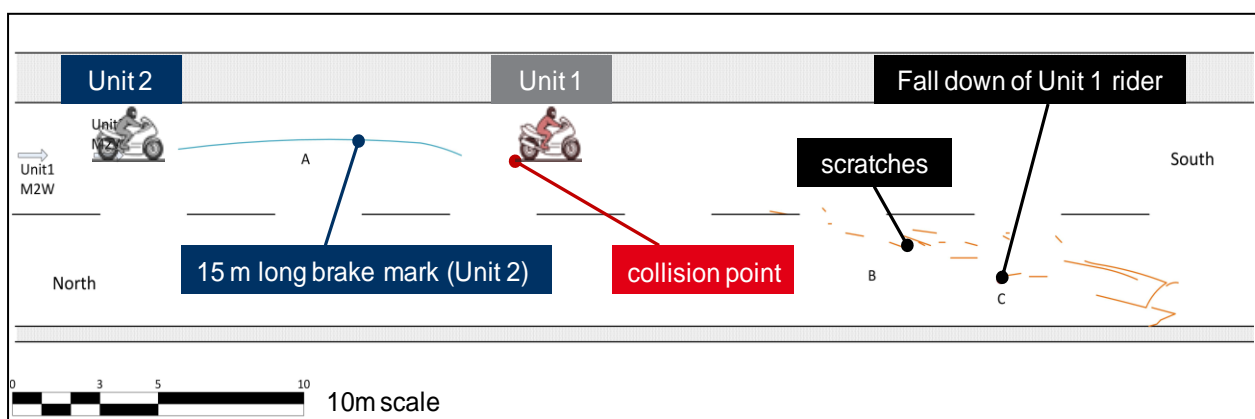 Unit 2
Unit 1
Fall down of Unit 1 rider
Unit
A
Unit1
M2W
scratches
South
15 m long brake mark (Unit 2)
collision point
North
B
C
0 3 5 10
10m scale